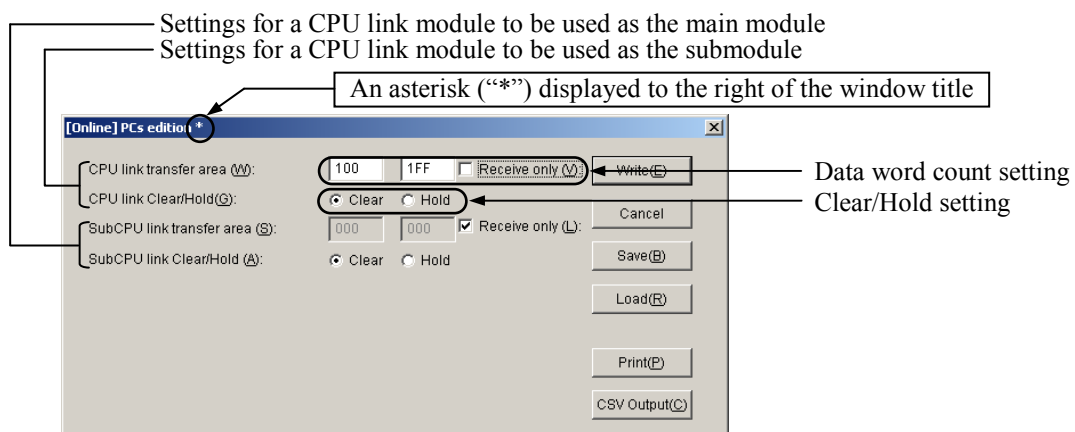 Settings for a CPU link module to be used as the main module
Settings for a CPU link module to be used as the submodule
An asterisk (“*”) displayed to the right of the window title
[Online] PCs edition *
CPU link transfer area (W): 100 1FF Receive only (V): Write(E)
Data word count setting
CPU link Clear/Hold(G): Clear Hold
Clear/Hold setting
Cancel
SubCPU link transfer area (S): 000 000 Receive only (L):
SubCPU link Clear/Hold (A): Clear Hold
Save(B)
Load(R)
Print(P)
CSV Output(C)